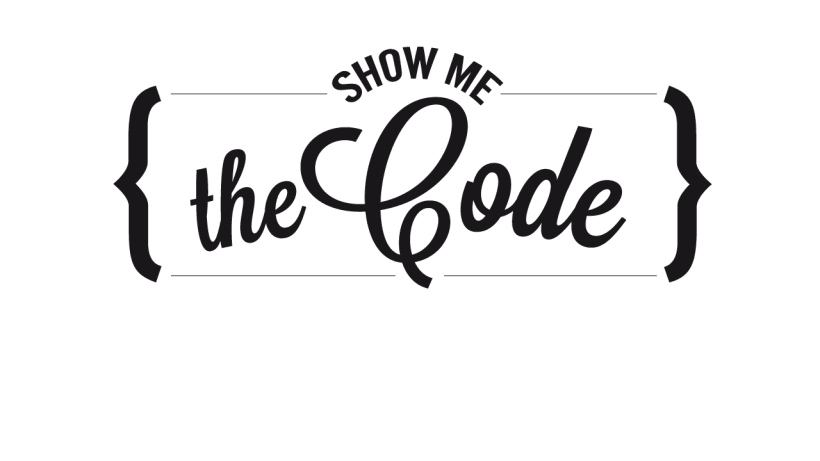 SHOW ME
{ the Code }